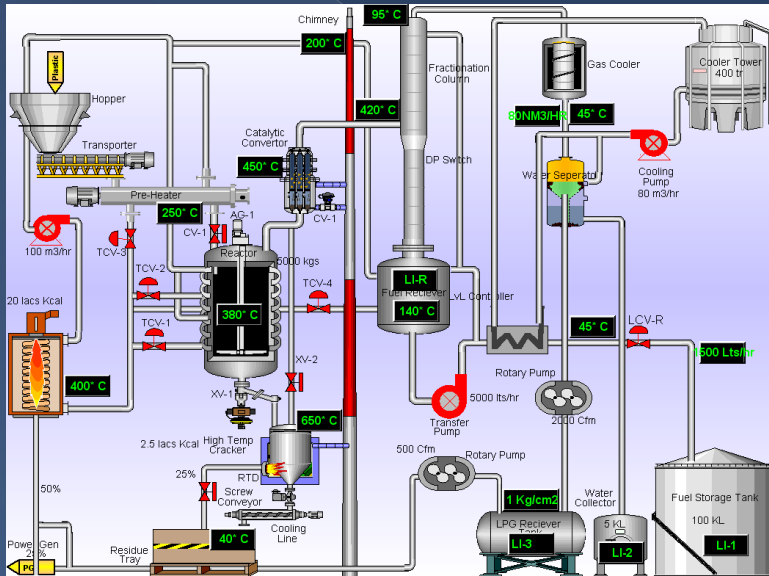 Chimney
95° C
200° C
Plastic
Hopper
Transporter
Pre-Heater
250° C
AG-1
CV-1
100 m3/hr
TCV-3
TCV-2
TCV-1
20 lacs Kcal
400° C
Catalytic
Convertor
450° C
CV-1
Reactor
5000 kgs
380° C
TCV-4
XV-2
XV-1
High Temp
Cracker
650° C
2.5 lacs Kcal
RTD
25%
Screw
Conveyor
Cooling
Line
50%
Power Gen
25%
PG
Residue
Tray
40° C
420° C
Fractionation
Column
DP Switch
LI-R
Fuel Reciever
LvL Controller
140° C
Transfer
Pump
5000 lts/hr
Gas Cooler
80NM3/HR
45° C
Water Seperator
Cooler Tower
400 tr
Cooling
Pump
80 m3/hr
45° C
LCV-R
1500 Lts/hr
Rotary Pump
2000 Cfm
500 Cfm
Rotary Pump
1 Kg/cm2
LPG Reciever
Tank
LI-3
Water
Collector
5 KL
LI-2
Fuel Storage Tank
100 KL
LI-1